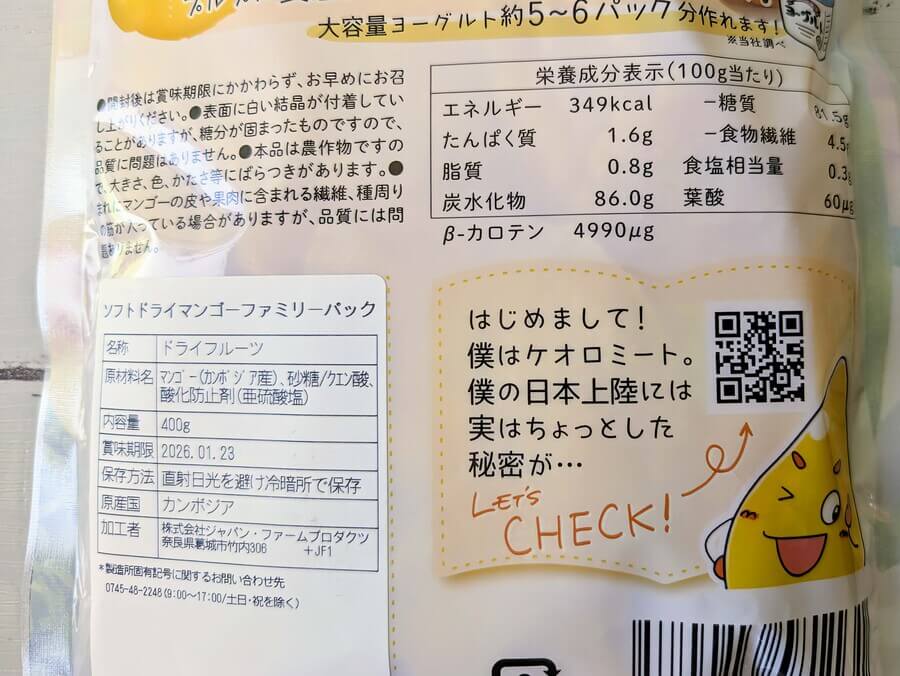 大容量ヨーグルト約5~6パック分作れます!
※当社調べ
●開封後は賞味期限にかかわらず、お早めにお召
し上がりください。●表面に白い結晶が付着してい
ることがありますが、糖分が固まったものですので、
品質に問題はありません。●本品は農作物ですの
で、大きさ、色、かたさ等にばらつきがあります。●
まれにマンゴーの皮や果肉に含まれる繊維、種周り
の筋が入っている場合がありますが、品質には問
題ありません。
栄養成分表示(100g当たり)
エネルギー 349kcal −糖質 81.5g
たんぱく質 1.6g −食物繊維 4.5g
脂質 0.8g 食塩相当量 0.3g
炭水化物 86.0g 葉酸 60μg
β-カロテン 4990μg
ソフトドライマンゴーファミリーパック
名称 ドライフルーツ
原材料名 マンゴー(カンボジア産)、砂糖/クエン酸、
酸化防止剤(亜硫酸塩)
内容量 400g
賞味期限 2026.01.23
保存方法 直射日光を避け冷暗所で保存
原産国 カンボジア
加工者 株式会社ジャパン・ファームプロダクツ
奈良県葛城市竹内306 +JF1
*製造所固有記号に関するお問い合わせ先
0745-48-2248(9:00~17:00/土日・祝を除く)
はじめまして!
僕はケオロミート。
僕の日本上陸には
実はちょっとした
秘密が…
LET'S
CHECK!